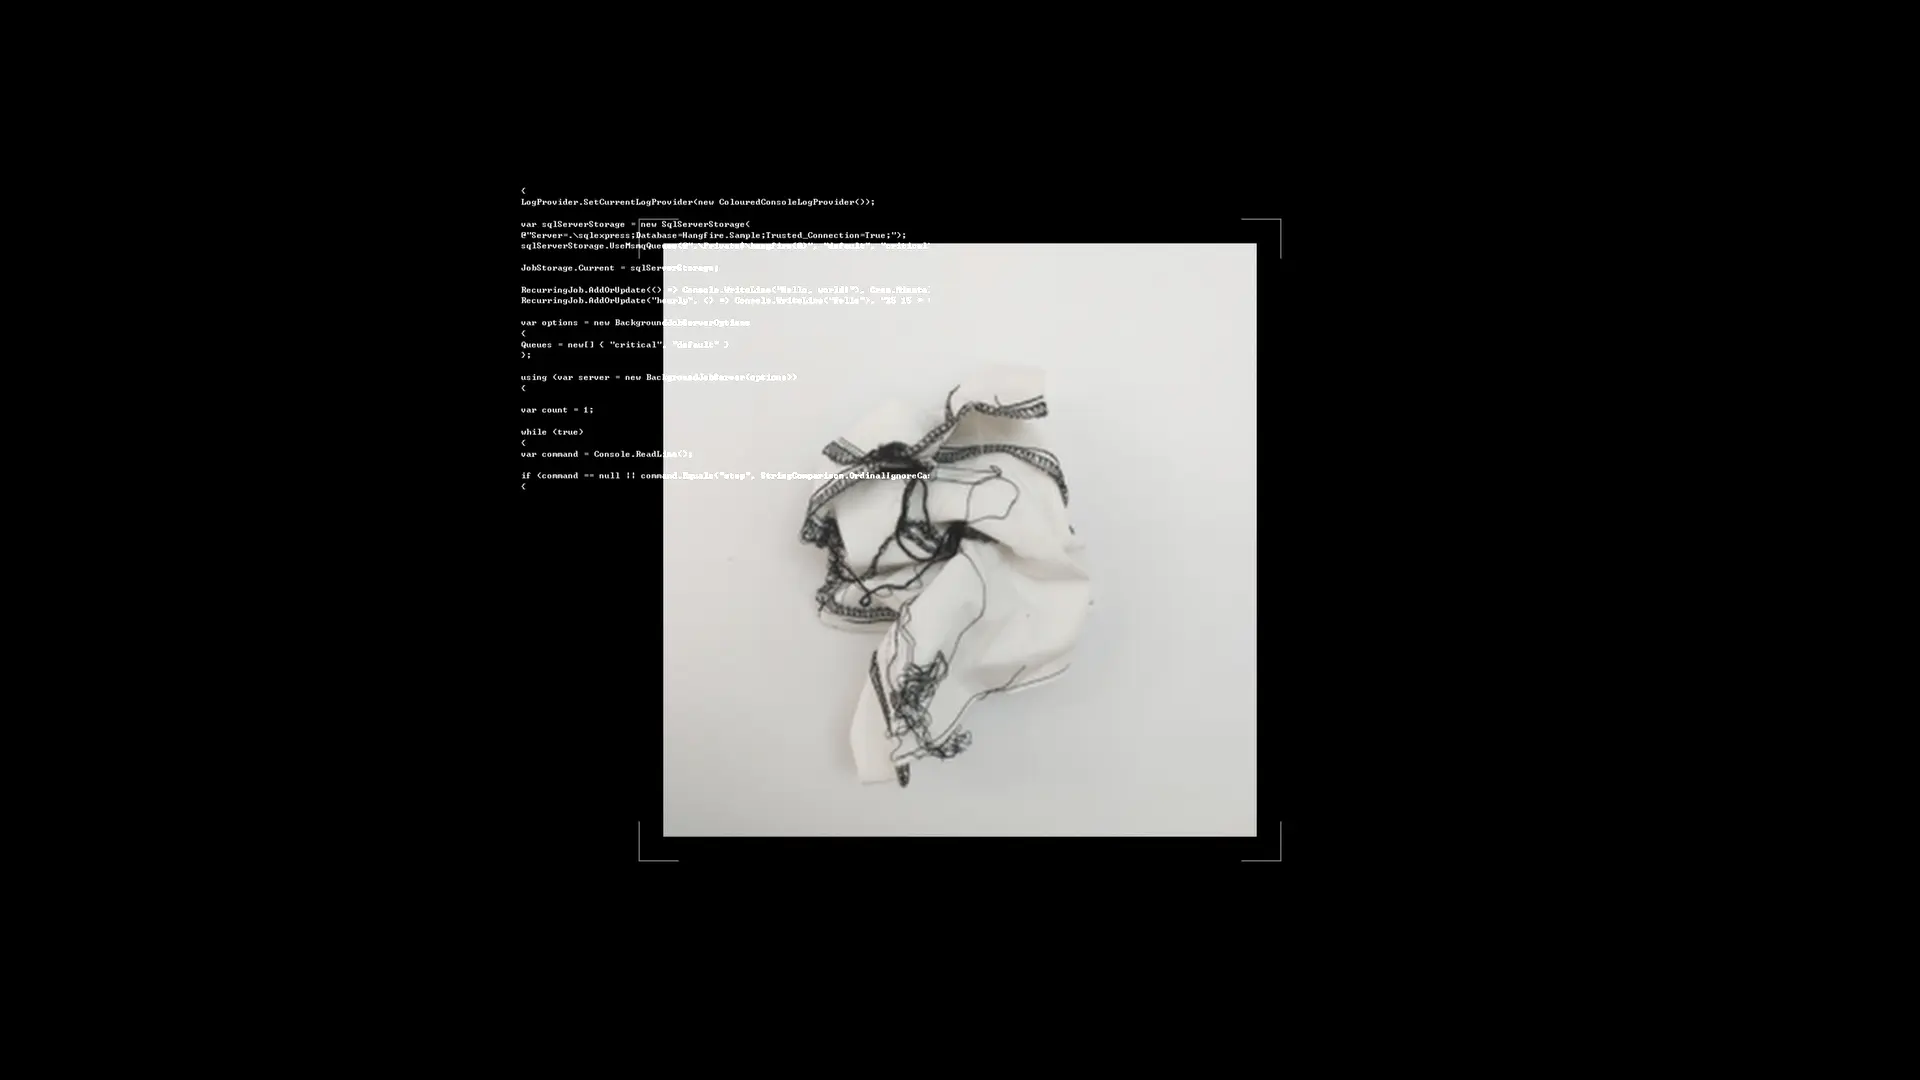 {
LogProvider.SetCurrentLogProvider(new ColouredConsoleLogProvider());
var sqlServerStorage = new SqlServerStorage(
@"Server=.\sqlexpress;Database=Hangfire.Sample;Trusted_Connection=True;");
sqlServerStorage.UseMsmqQueues(@".\Private$\hangfire{0}", "default", "critical"
JobStorage.Current = sqlServerStorage;
RecurringJob.AddOrUpdate(() => Console.WriteLine("Hello, world!"), Cron.Minute
RecurringJob.AddOrUpdate("hourly", () => Console.WriteLine("Hello"), "25 15 *
var options = new BackgroundJobServerOptions
{
Queues = new[] { "critical", "default" }
};
using (var server = new BackgroundJobServer(options))
{
var count = 1;
while (true)
{
var command = Console.ReadLine();
if (command == null || command.Equals("stop", StringComparison.OrdinalIgnoreCa
{